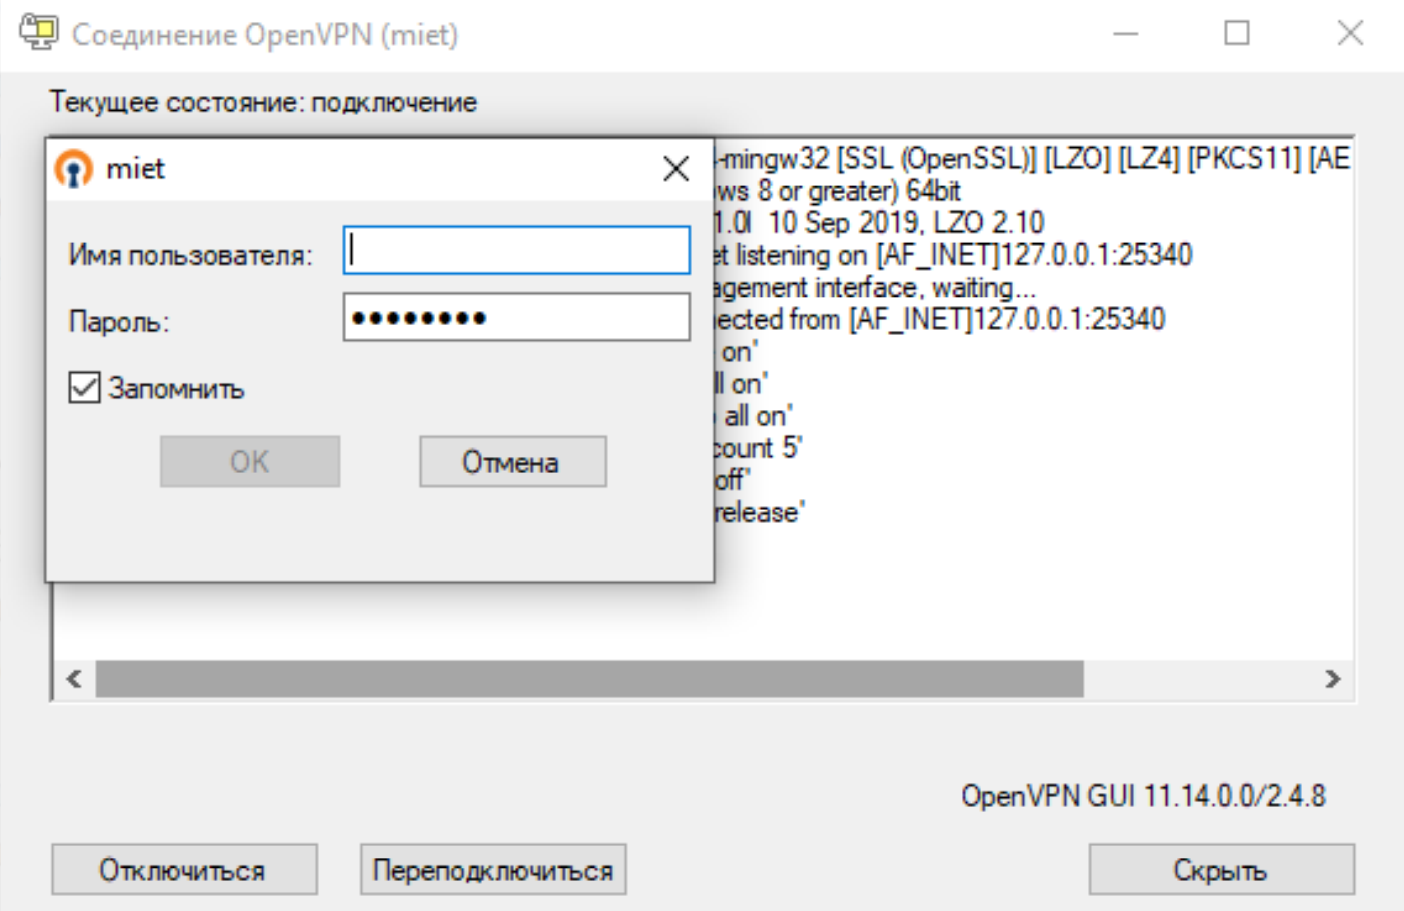 Соединение OpenVPN (miet)
Текущее состояние: подключение
miet
Имя пользователя:
Пароль: ••••••••
Запомнить
OK Отмена
-mingw32 [SSL (OpenSSL)] [LZO] [LZ4] [PKCS11] [AE
ws 8 or greater) 64bit
1.0l 10 Sep 2019, LZO 2.10
et listening on [AF_INET]127.0.0.1:25340
agement interface, waiting...
nected from [AF_INET]127.0.0.1:25340
on'
ll on'
all on'
count 5'
off'
release'
OpenVPN GUI 11.14.0.0/2.4.8
Отключиться Переподключиться Скрыть